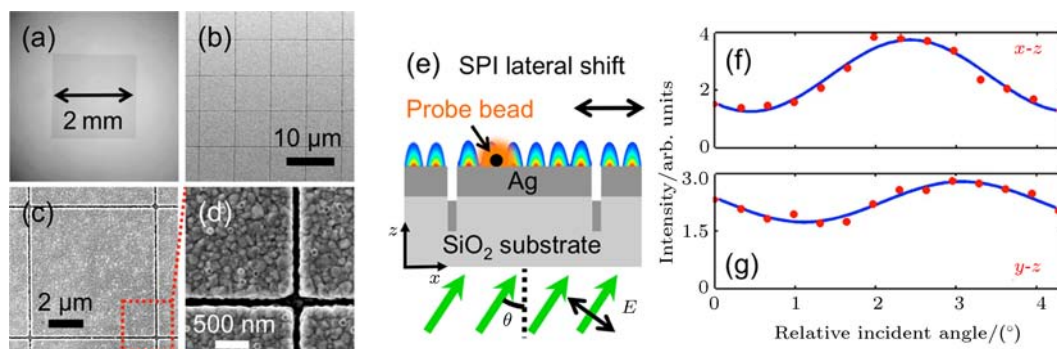 (a)
2 mm
(b)
10 μm
(c)
2 μm
(d)
500 nm
(e)
SPI lateral shift
Probe bead
Ag
SiO₂ substrate
z
x
θ
E
Intensity/arb. units
4
2
0
(f)
x-z
3.0
1.5
0
(g)
y-z
0 1 2 3 4
Relative incident angle/(°)